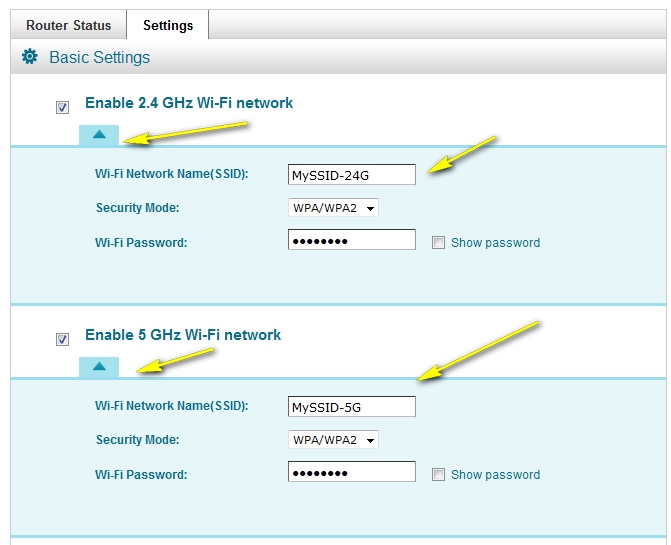 Router Status Settings
Basic Settings
Enable 2.4 GHz Wi-Fi network
Wi-Fi Network Name(SSID): MySSID-24G
Security Mode: WPA/WPA2
Wi-Fi Password: ●●●●●●●● Show password
Enable 5 GHz Wi-Fi network
Wi-Fi Network Name(SSID): MySSID-5G
Security Mode: WPA/WPA2
Wi-Fi Password: ●●●●●●●● Show password